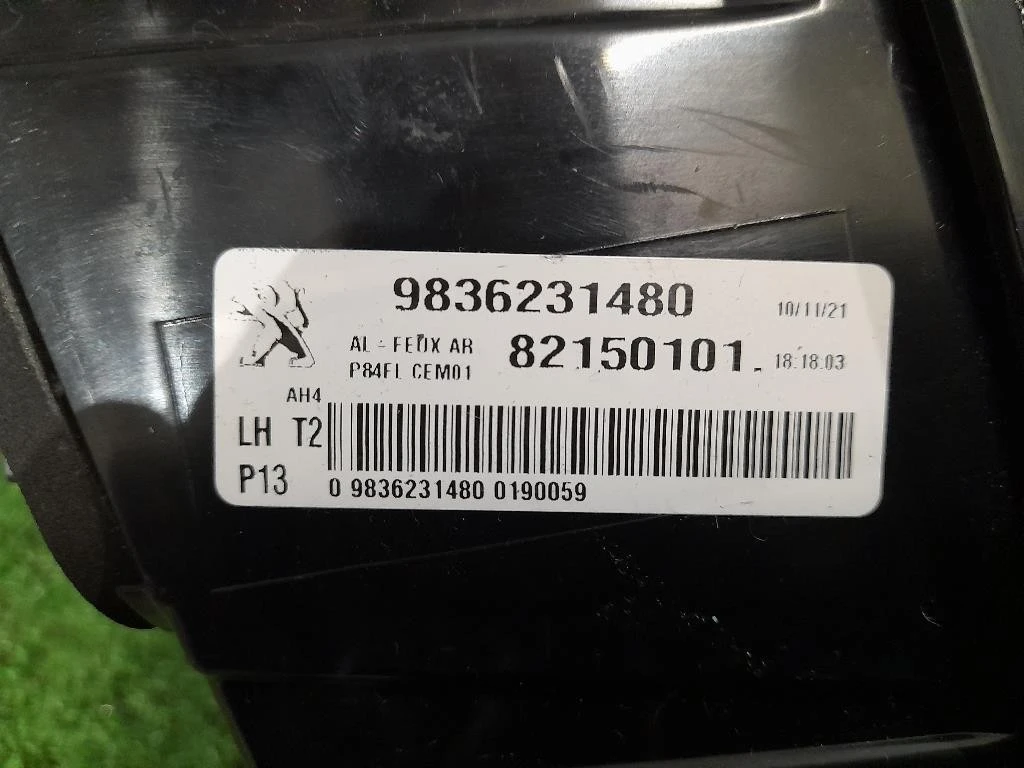 9836231480 10/11/21
AL - FEUX AR 82150101. 18:18:03
P84FL CEM01
AH4
LH T2
P13 0 9836231480 0190059